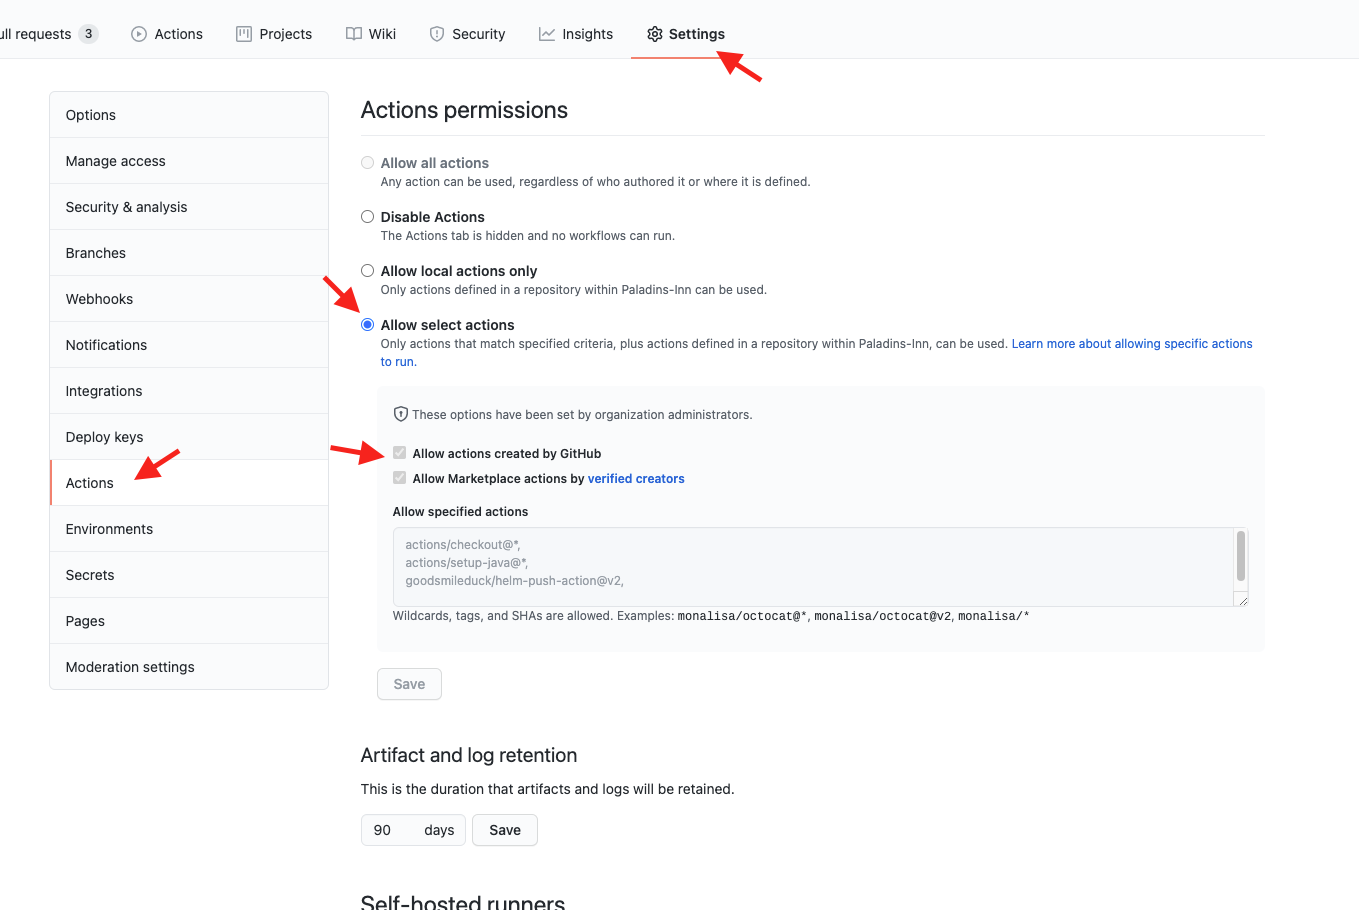 ull requests 3 Actions Projects Wiki Security Insights Settings
Options
Manage access
Security & analysis
Branches
Webhooks
Notifications
Integrations
Deploy keys
Actions
Environments
Secrets
Pages
Moderation settings
Actions permissions
Allow all actions
Any action can be used, regardless of who authored it or where it is defined.
Disable Actions
The Actions tab is hidden and no workflows can run.
Allow local actions only
Only actions defined in a repository within Paladins-Inn can be used.
Allow select actions
Only actions that match specified criteria, plus actions defined in a repository within Paladins-Inn, can be used. Learn more about allowing specific actions
to run.
These options have been set by organization administrators.
Allow actions created by GitHub
Allow Marketplace actions by verified creators
Allow specified actions
actions/checkout@*,
actions/setup-java@*,
goodsmileduck/helm-push-action@v2,
Wildcards, tags, and SHAs are allowed. Examples: monalisa/octocat@*, monalisa/octocat@v2, monalisa/*
Save
Artifact and log retention
This is the duration that artifacts and logs will be retained.
90 days Save
Self-hosted runners